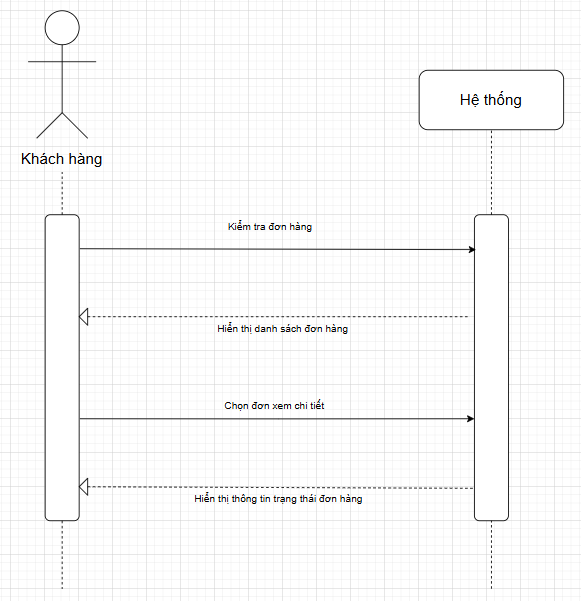 Hệ thống
Khách hàng
Kiểm tra đơn hàng
Hiển thị danh sách đơn hàng
Chọn đơn xem chi tiết
Hiển thị thông tin trạng thái đơn hàng